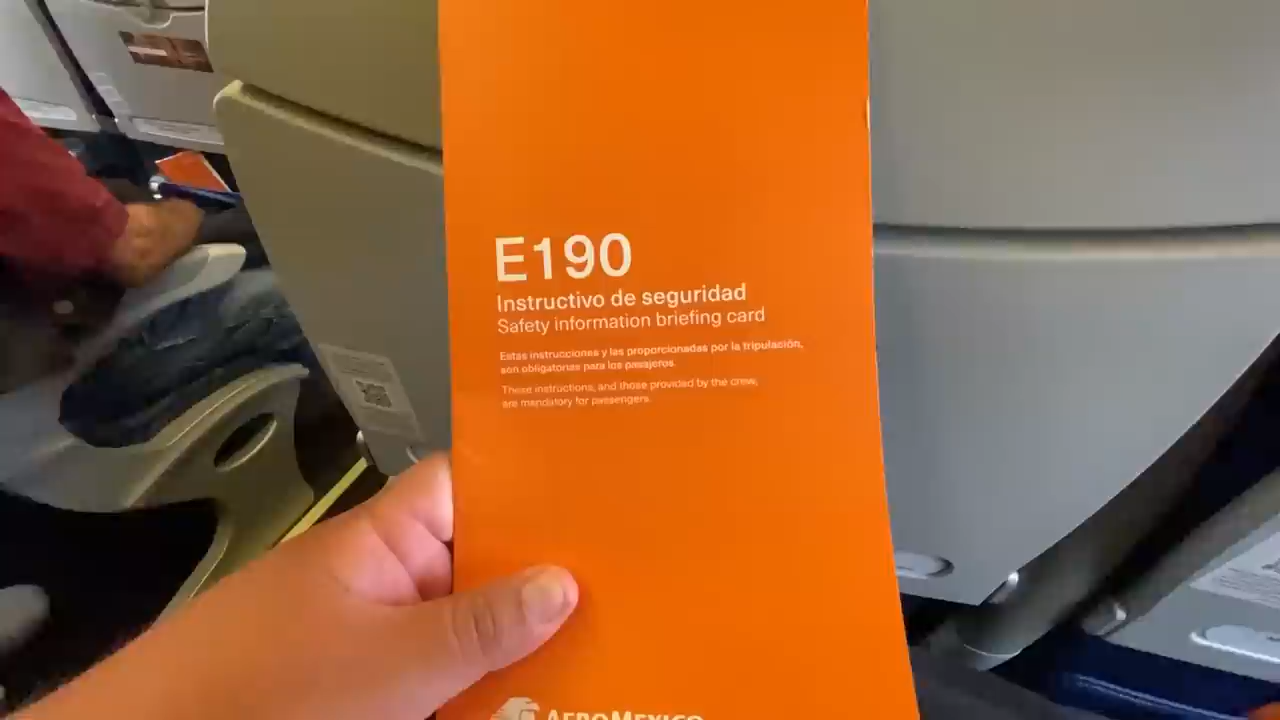 E190
Instructivo de seguridad
Safety information briefing card
Estas instrucciones y las proporcionadas por la tripulación,
son obligatorias para los pasajeros.
These instructions, and those provided by the crew,
are mandatory for passengers.
AEROMEXICO